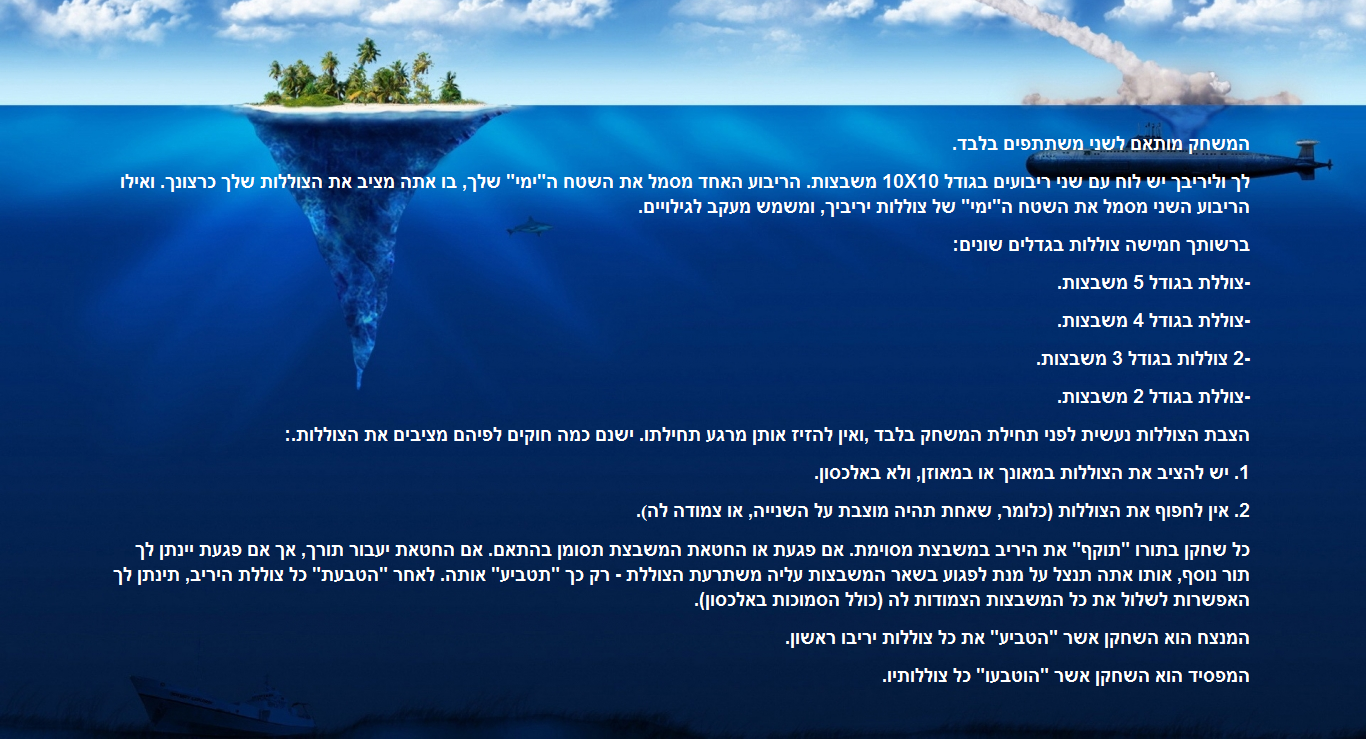 המשחק מותאם לשני משתתפים בלבד.
לך וליריבך יש לוח עם שני ריבועים בגודל 10X10 משבצות. הריבוע האחד מסמל את השטח ה"ימי" שלך, בו אתה מציב את הצוללות שלך כרצונך. ואילו
הריבוע השני מסמל את השטח ה"ימי" של צוללות יריביך, ומשמש מעקב לגילויים.
ברשותך חמישה צוללות בגדלים שונים:
-צוללת בגודל 5 משבצות.
-צוללת בגודל 4 משבצות.
-2 צוללות בגודל 3 משבצות.
-צוללת בגודל 2 משבצות.
הצבת הצוללות נעשית לפני תחילת המשחק בלבד ,ואין להזיז אותן מרגע תחילתו. ישנם כמה חוקים לפיהם מציבים את הצוללות.:
1. יש להציב את הצוללות במאונך או במאוזן, ולא באלכסון.
2. אין לחפוף את הצוללות (כלומר, שאחת תהיה מוצבת על השנייה, או צמודה לה).
כל שחקן בתורו "תוקף" את היריב במשבצת מסוימת. אם פגעת או החטאת המשבצת תסומן בהתאם. אם החטאת יעבור תורך, אך אם פגעת יינתן לך
תור נוסף, אותו אתה תנצל על מנת לפגוע בשאר המשבצות עליה משתרעת הצוללת - רק כך "תטביע" אותה. לאחר "הטבעת" כל צוללת היריב, תינתן לך
האפשרות לשלול את כל המשבצות הצמודות לה (כולל הסמוכות באלכסון).
המנצח הוא השחקן אשר "הטביע" את כל צוללות יריבו ראשון.
המפסיד הוא השחקן אשר "הוטבעו" כל צוללותיו.